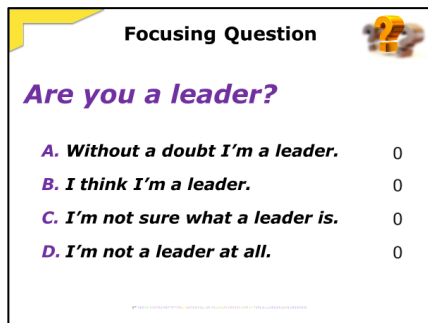 Focusing Question
Are you a leader?
A. Without a doubt I’m a leader. 0
B. I think I’m a leader. 0
C. I’m not sure what a leader is. 0
D. I’m not a leader at all. 0